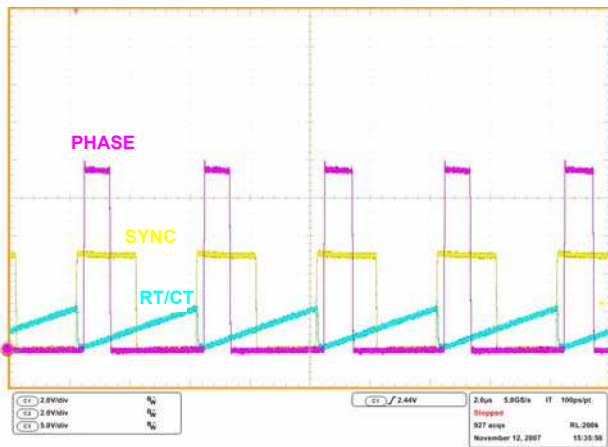 PHASE
SYNC
RT/CT
C1 2.0V/div
C2 2.0V/div
C3 5.0V/div
C1 2.44V
2.0µs 5.0GS/s IT 100ps/pt
Stopped
927 acqs RL:200k
November 12, 2007 15:35:56